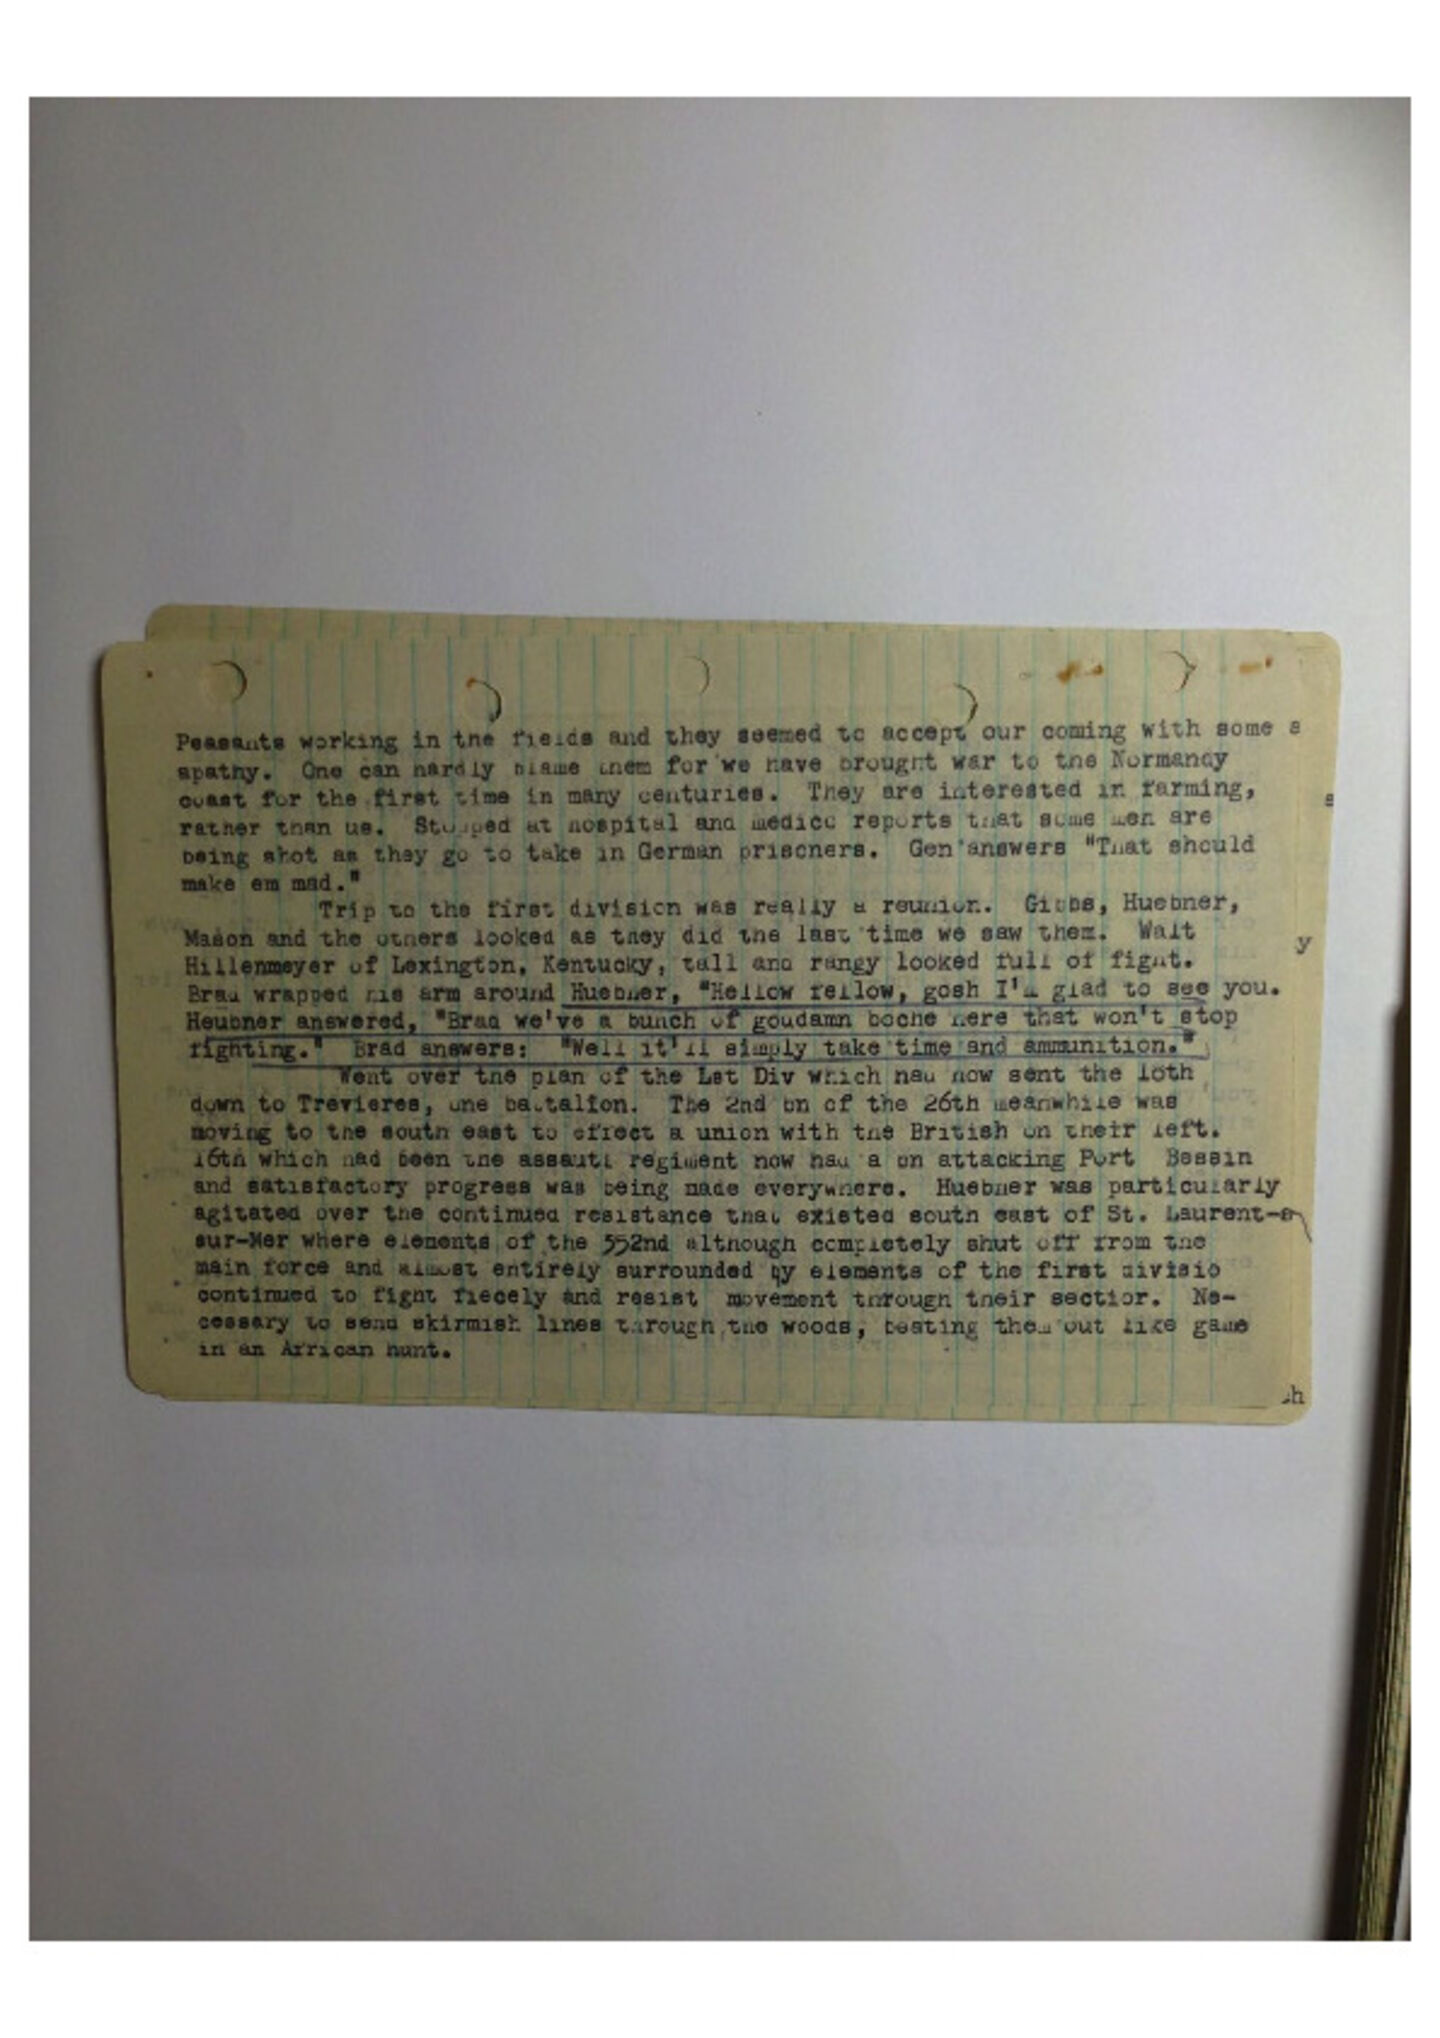 Peasants working in the fields and they seemed to accept our coming with some a
apathy. One can hardly blame them for we have brought war to the Normandy
coast for the first time in many centuries. They are interested in farming,
rather than us. Stopped at hospital and medico reports that some men are
being shot as they go to take in German prisoners. Gen answers "That should
make em mad."
Trip to the first division was really a reunion. Gibbs, Huebner,
Mason and the others looked as they did the last time we saw them. Walt
Hillenmeyer of Lexington, Kentucky, tall and rangy looked full of fight.
Brad wrapped his arm around Huebner, "Hellow fellow, gosh I'm glad to see you.
Heubner answered, "Brad we've a bunch of goudamn boche here that won't stop
fighting." Brad answers: "Well it'll simply take time and ammunition."
Went over the plan of the 1st Div which had now sent the 18th
down to Trevieres, one battalion. The 2nd bn of the 26th meanwhile was
moving to the south east to effect a union with the British on their left.
16th which had been the assault regiment now had a bn attacking Port Bessin
and satisfactory progress was being made everywhere. Huebner was particularly
agitated over the continued resistance that existed south east of St. Laurent-s
sur-Mer where elements of the 352nd although completely shut off from the
main force and almost entirely surrounded by elements of the first divisio
continued to fight fiecely and resist movement through their sector. Ne-
cessary to send skirmish lines through the woods, beating them out like game
in an African hunt.
s
y
h